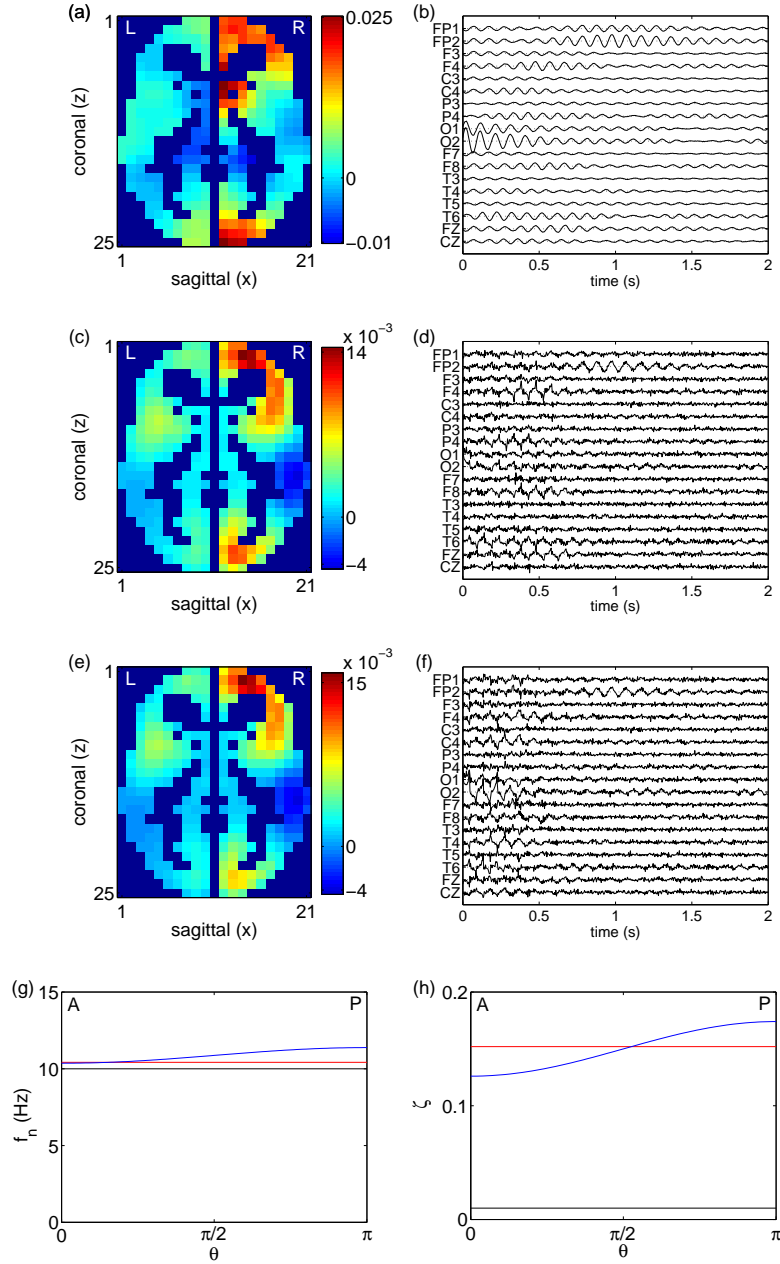 (a)
1
L
R
coronal (z)
25
1
21
sagittal (x)
0.025
0
−0.01
(b)
FP1
FP2
F3
F4
C3
C4
P3
P4
O1
O2
F7
F8
T3
T4
T5
T6
FZ
CZ
0 0.5 1 1.5 2
time (s)
(c)
1
L
R
coronal (z)
25
1
21
sagittal (x)
x 10⁻³
14
0
−4
(d)
FP1
FP2
F3
F4
C3
C4
P3
P4
O1
O2
F7
F8
T3
T4
T5
T6
FZ
CZ
0 0.5 1 1.5 2
time (s)
(e)
1
L
R
coronal (z)
25
1
21
sagittal (x)
x 10⁻³
15
0
−4
(f)
FP1
FP2
F3
F4
C3
C4
P3
P4
O1
O2
F7
F8
T3
T4
T5
T6
FZ
CZ
0 0.5 1 1.5 2
time (s)
(g)
A
P
15
10
5
0
f_n (Hz)
0 π/2 π
θ
(h)
A
P
0.2
0.1
0
ζ
0 π/2 π
θ